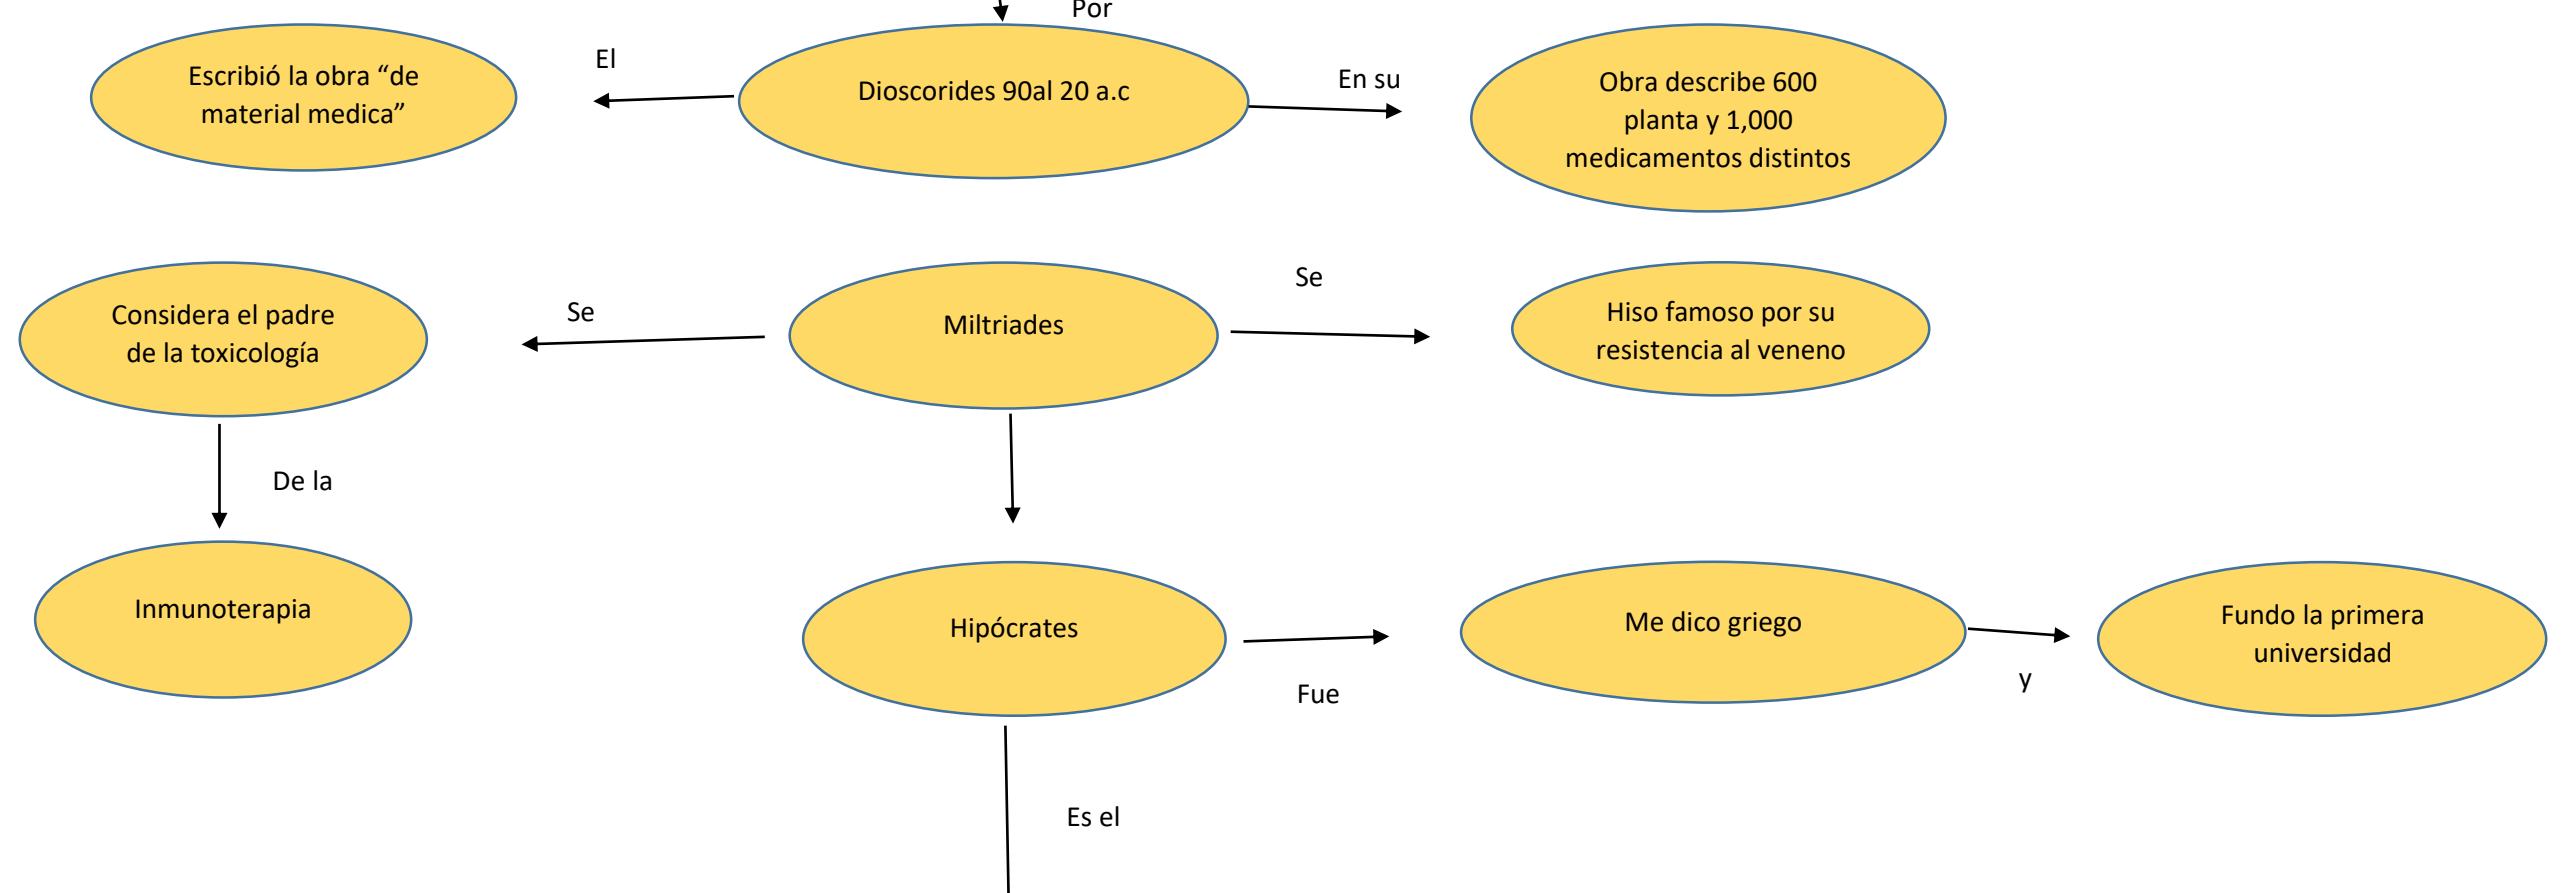 Por
El
Escribió la obra “de
material medica”
Dioscorides 90al 20 a.c
En su
Obra describe 600
planta y 1,000
medicamentos distintos
Se
Considera el padre
de la toxicología
Miltriades
Se
Hiso famoso por su
resistencia al veneno
De la
Inmunoterapia
Hipócrates
Fue
Me dico griego
y
Fundo la primera
universidad
Es el